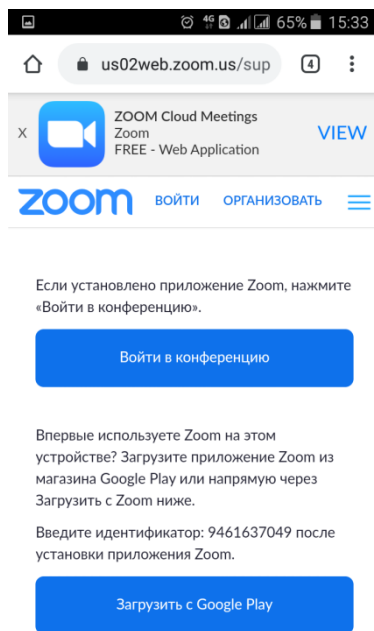 4G 65% 15:33
us02web.zoom.us/sup 4
x ZOOM Cloud Meetings
Zoom
FREE - Web Application
VIEW
zoom ВОЙТИ ОРГАНИЗОВАТЬ
Если установлено приложение Zoom, нажмите
«Войти в конференцию».
Войти в конференцию
Впервые используете Zoom на этом
устройстве? Загрузите приложение Zoom из
магазина Google Play или напрямую через
Загрузить с Zoom ниже.
Введите идентификатор: 9461637049 после
установки приложения Zoom.
Загрузить с Google Play